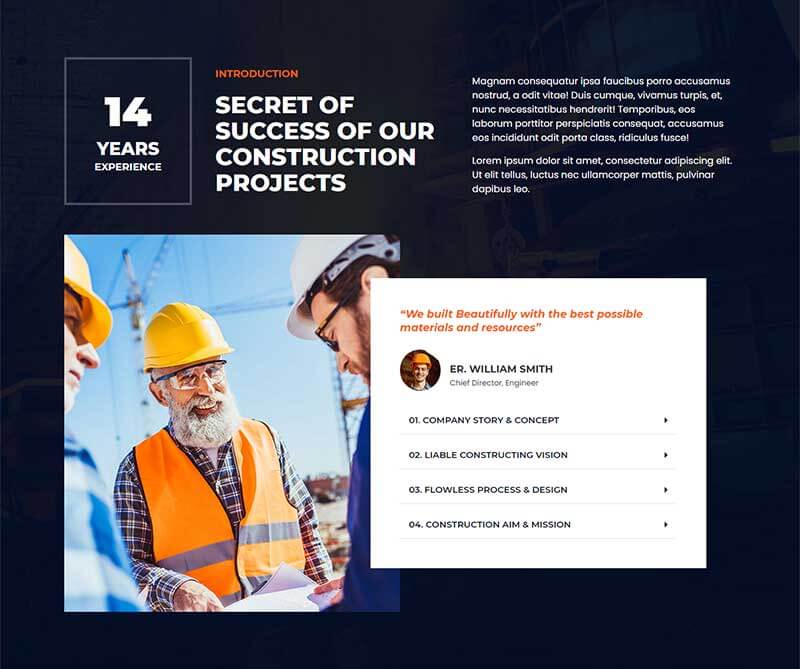 14
YEARS
EXPERIENCE
INTRODUCTION
SECRET OF
SUCCESS OF OUR
CONSTRUCTION
PROJECTS
Magnam consequatur ipsa faucibus porro accusamus
nostrud, a odit vitae! Duis cumque, vivamus turpis, et,
nunc necessitatibus hendrerit! Temporibus, eos
laborum porttitor perspiciatis consequat, accusamus
eos incididunt odit porta class, ridiculus fusce!
Lorem ipsum dolor sit amet, consectetur adipiscing elit.
Ut elit tellus, luctus nec ullamcorper mattis, pulvinar
dapibus leo.
“We built Beautifully with the best possible
materials and resources”
ER. WILLIAM SMITH
Chief Director, Engineer
01. COMPANY STORY & CONCEPT
02. LIABLE CONSTRUCTING VISION
03. FLOWLESS PROCESS & DESIGN
04. CONSTRUCTION AIM & MISSION